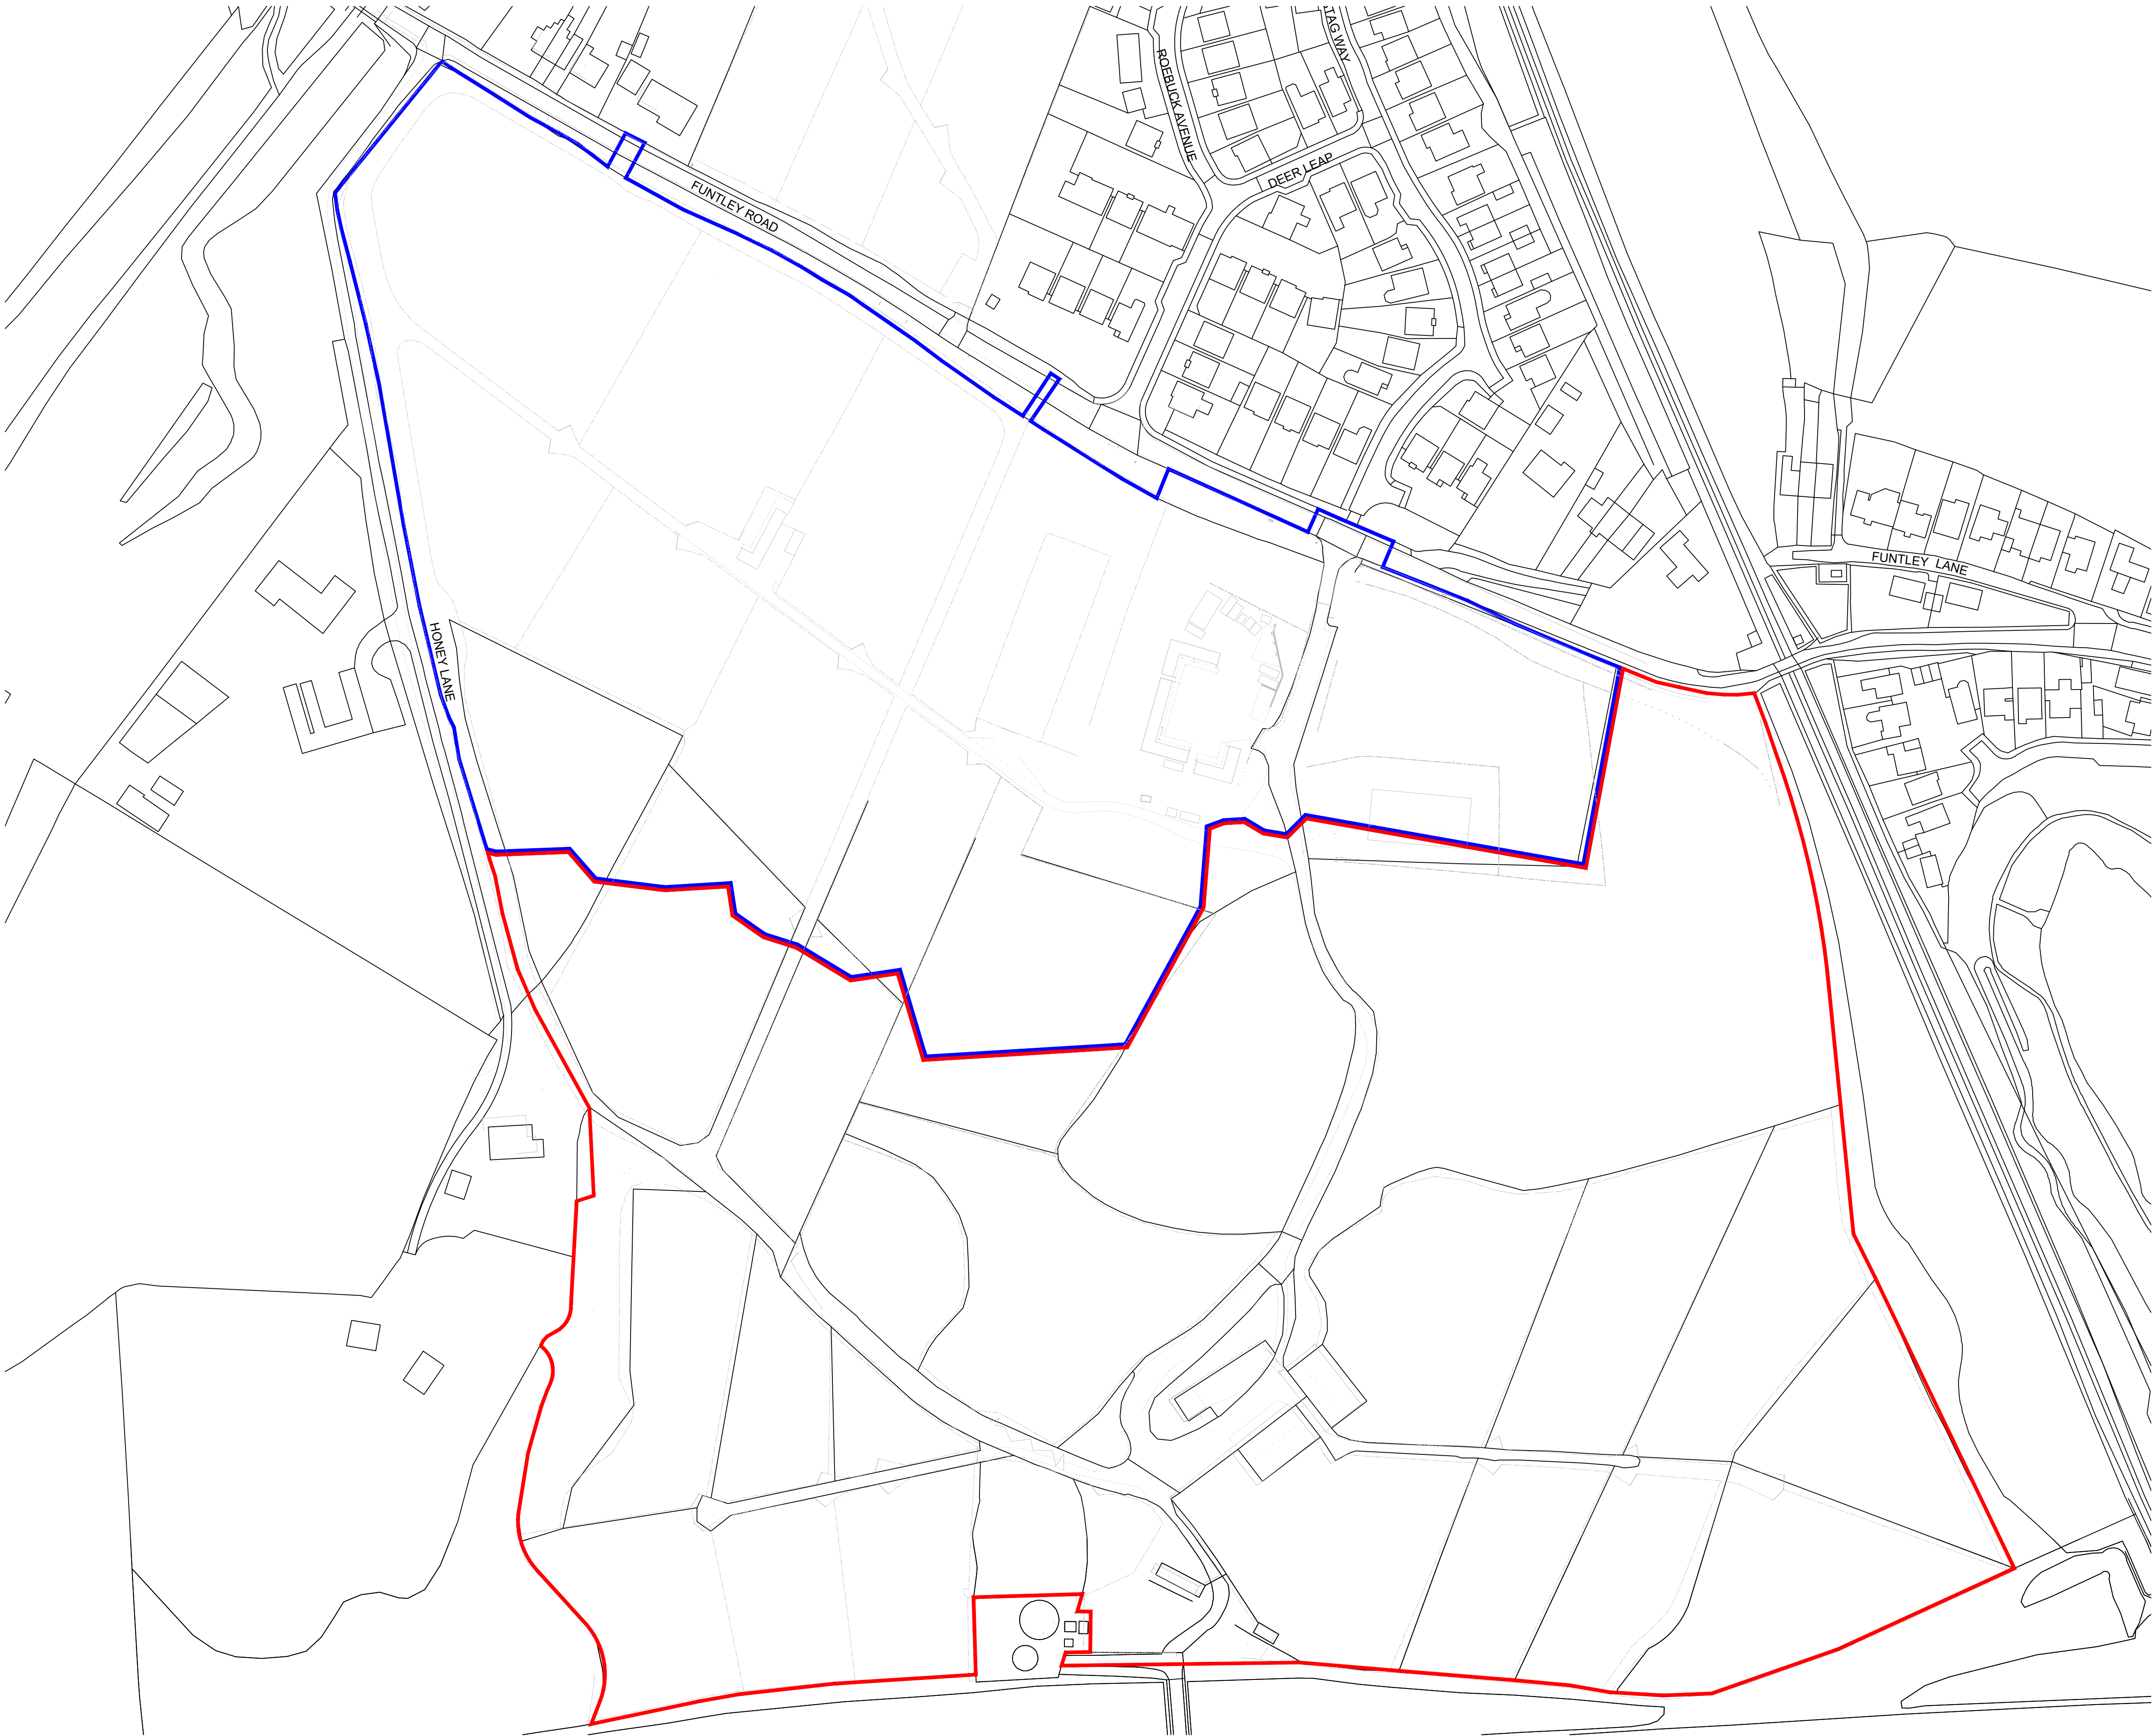 STAG WAY
ROEBUCK AVENUE
DEER LEAP
FUNTLEY ROAD
FUNTLEY LANE
HONEY LANE